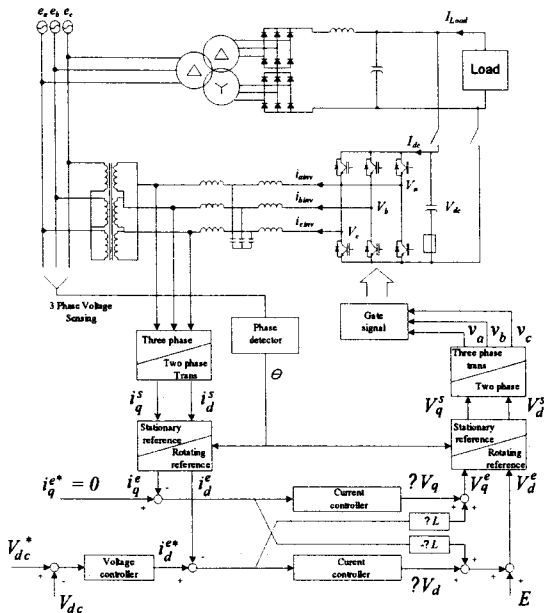 e_a e_b e_c
I_Load
Load
I_dc
i_ainv
V_a
i_binv
V_b
V_dc
i_cinv
V_c
3 Phase Voltage
Sensing
Phase
detector
Gate
signal
v_a v_b v_c
Three phase
Two phase
Trans
Three phase
trans
Two phase
θ
i_q^s i_d^s
V_q^s V_d^s
Stationary
reference
Rotating
reference
Stationary
reference
Rotating
reference
i_q^e i_d^e
V_q^e V_d^e
i_q^e* = 0
Current
controller
?V_q
? L
-? L
V_dc*
Voltage
controller
i_d^e*
Curent
controller
?V_d
V_dc
E